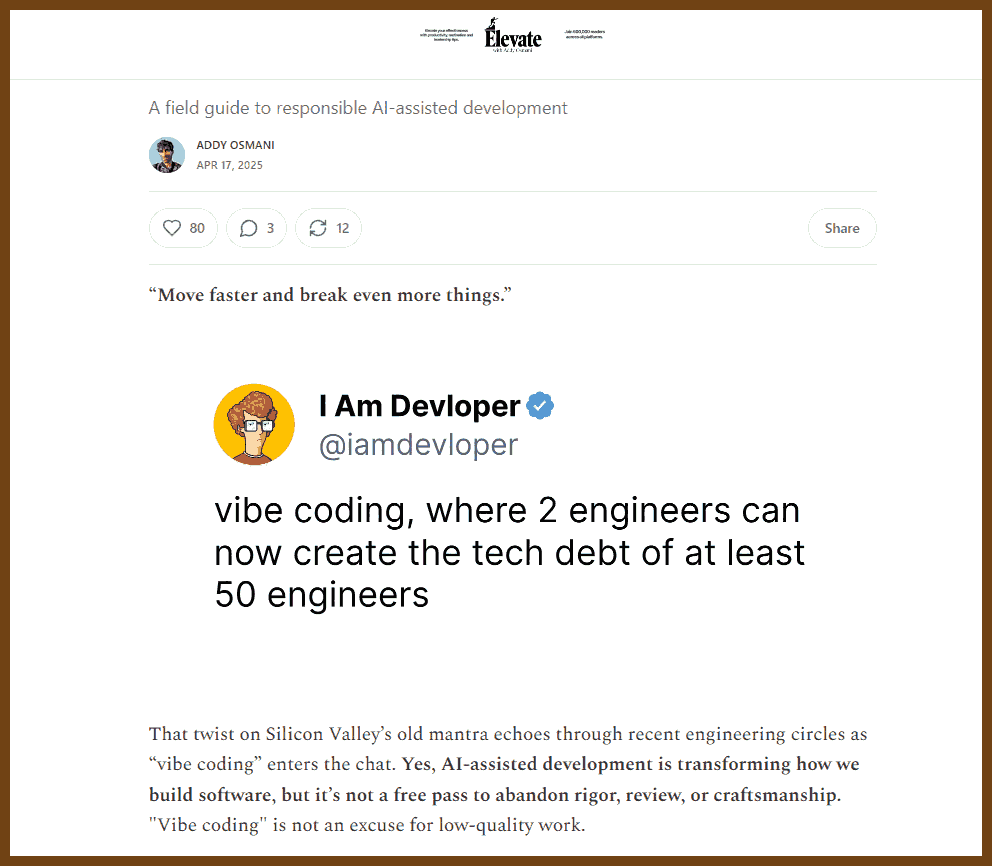 Elevate your effectiveness
with productivity, motivation and
leadership tips.
Elevate
with Addy Osmani
Join 600,000 readers
across all platforms.
A field guide to responsible AI-assisted development
ADDY OSMANI
APR 17, 2025
80
3
12
Share
“Move faster and break even more things.”
I Am Devloper
@iamdevloper
vibe coding, where 2 engineers can
now create the tech debt of at least
50 engineers
That twist on Silicon Valley’s old mantra echoes through recent engineering circles as
“vibe coding” enters the chat. Yes, AI-assisted development is transforming how we
build software, but it’s not a free pass to abandon rigor, review, or craftsmanship.
"Vibe coding" is not an excuse for low-quality work.